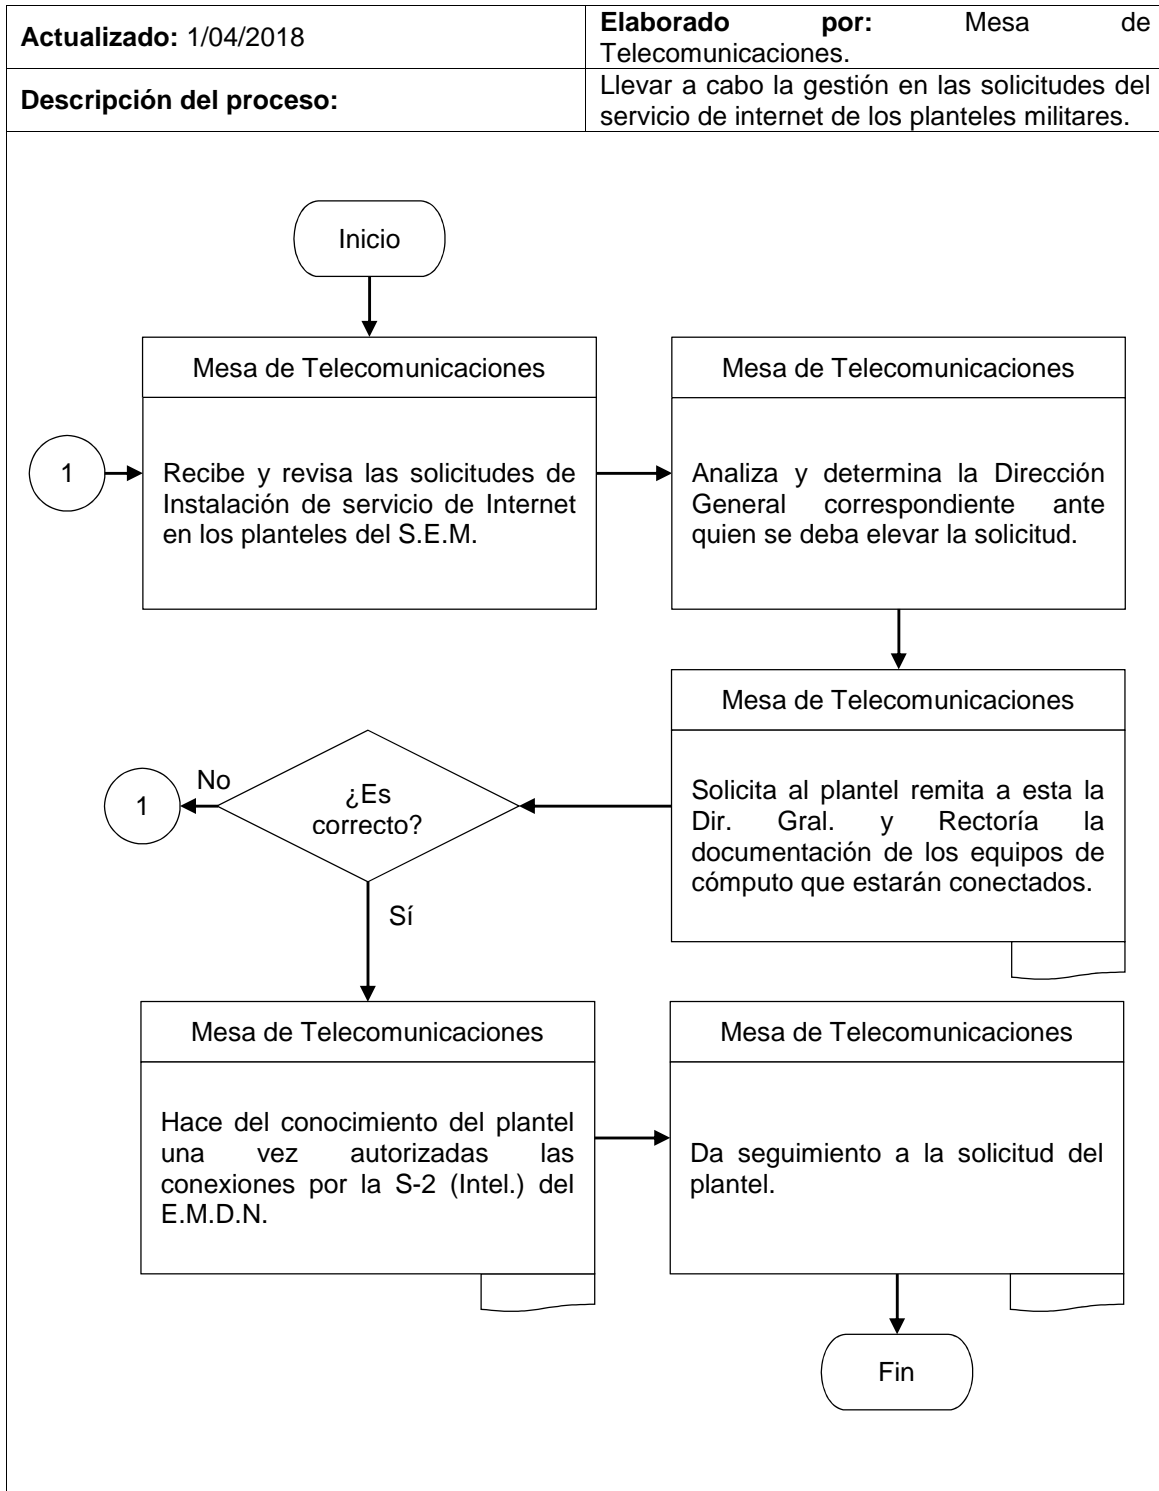 Actualizado: 1/04/2018
Elaborado por: Mesa de
Telecomunicaciones.
Descripción del proceso:
Llevar a cabo la gestión en las solicitudes del
servicio de internet de los planteles militares.
Inicio
Mesa de Telecomunicaciones
1
Recibe y revisa las solicitudes de
Instalación de servicio de Internet
en los planteles del S.E.M.
Mesa de Telecomunicaciones
Analiza y determina la Dirección
General correspondiente ante
quien se deba elevar la solicitud.
Mesa de Telecomunicaciones
Solicita al plantel remita a esta la
Dir. Gral. y Rectoría la
documentación de los equipos de
cómputo que estarán conectados.
¿Es
correcto?
No
1
Sí
Mesa de Telecomunicaciones
Hace del conocimiento del plantel
una vez autorizadas las
conexiones por la S-2 (Intel.) del
E.M.D.N.
Mesa de Telecomunicaciones
Da seguimiento a la solicitud del
plantel.
Fin